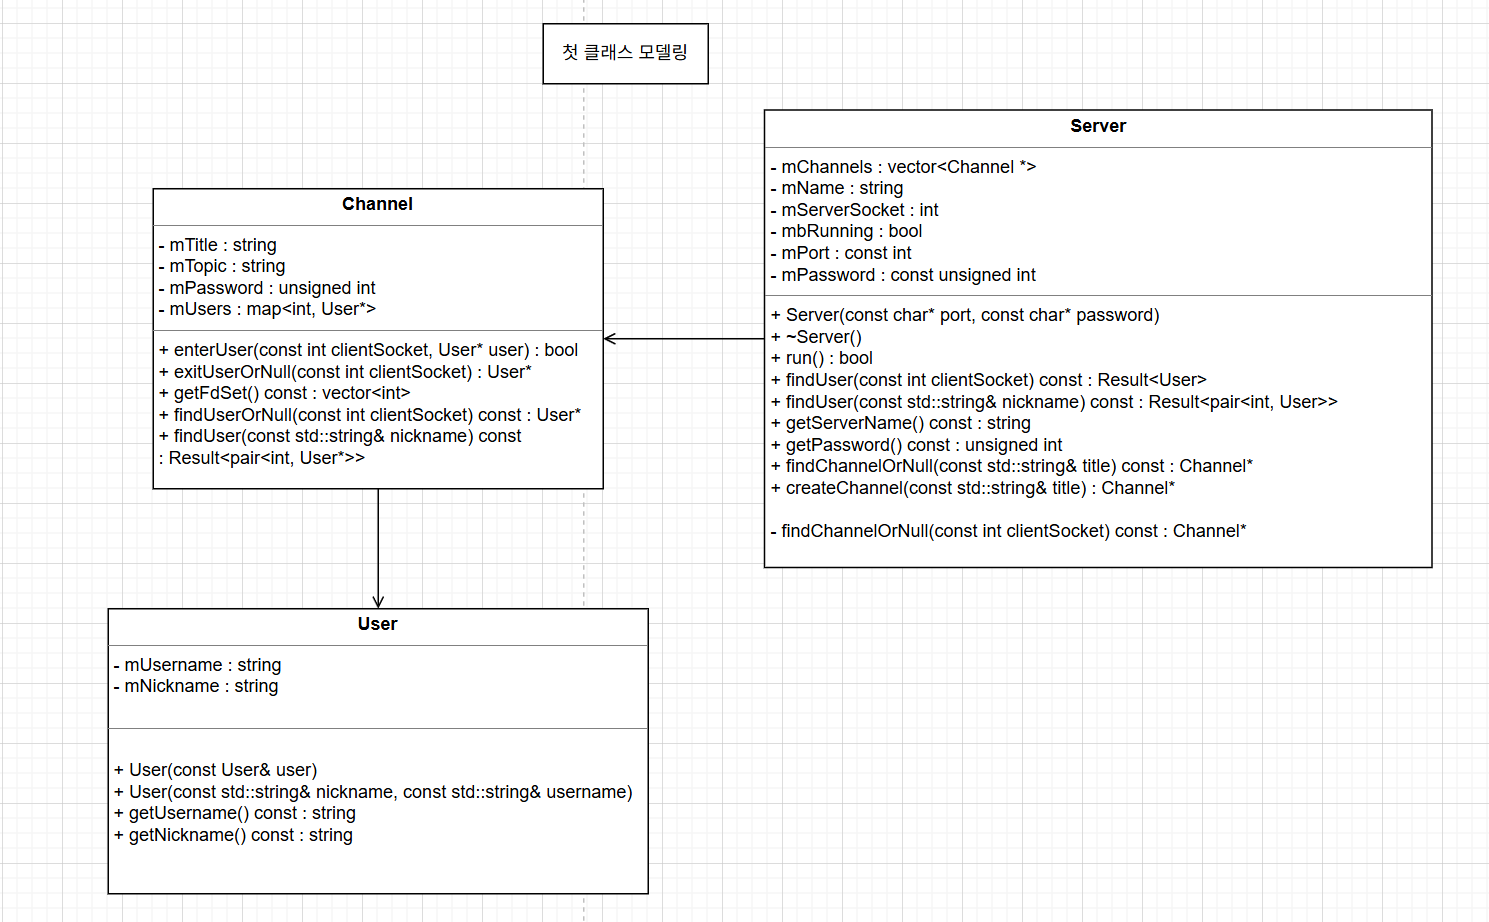 첫 클래스 모델링
Server
- mChannels : vector<Channel *>
- mName : string
- mServerSocket : int
- mbRunning : bool
- mPort : const int
- mPassword : const unsigned int
+ Server(const char* port, const char* password)
+ ~Server()
+ run() : bool
+ findUser(const int clientSocket) const : Result<User>
+ findUser(const std::string& nickname) const : Result<pair<int, User>>
+ getServerName() const : string
+ getPassword() const : unsigned int
+ findChannelOrNull(const std::string& title) const : Channel*
+ createChannel(const std::string& title) : Channel*
- findChannelOrNull(const int clientSocket) const : Channel*
Channel
- mTitle : string
- mTopic : string
- mPassword : unsigned int
- mUsers : map<int, User*>
+ enterUser(const int clientSocket, User* user) : bool
+ exitUserOrNull(const int clientSocket) : User*
+ getFdSet() const : vector<int>
+ findUserOrNull(const int clientSocket) const : User*
+ findUser(const std::string& nickname) const
: Result<pair<int, User*>>
User
- mUsername : string
- mNickname : string
+ User(const User& user)
+ User(const std::string& nickname, const std::string& username)
+ getUsername() const : string
+ getNickname() const : string